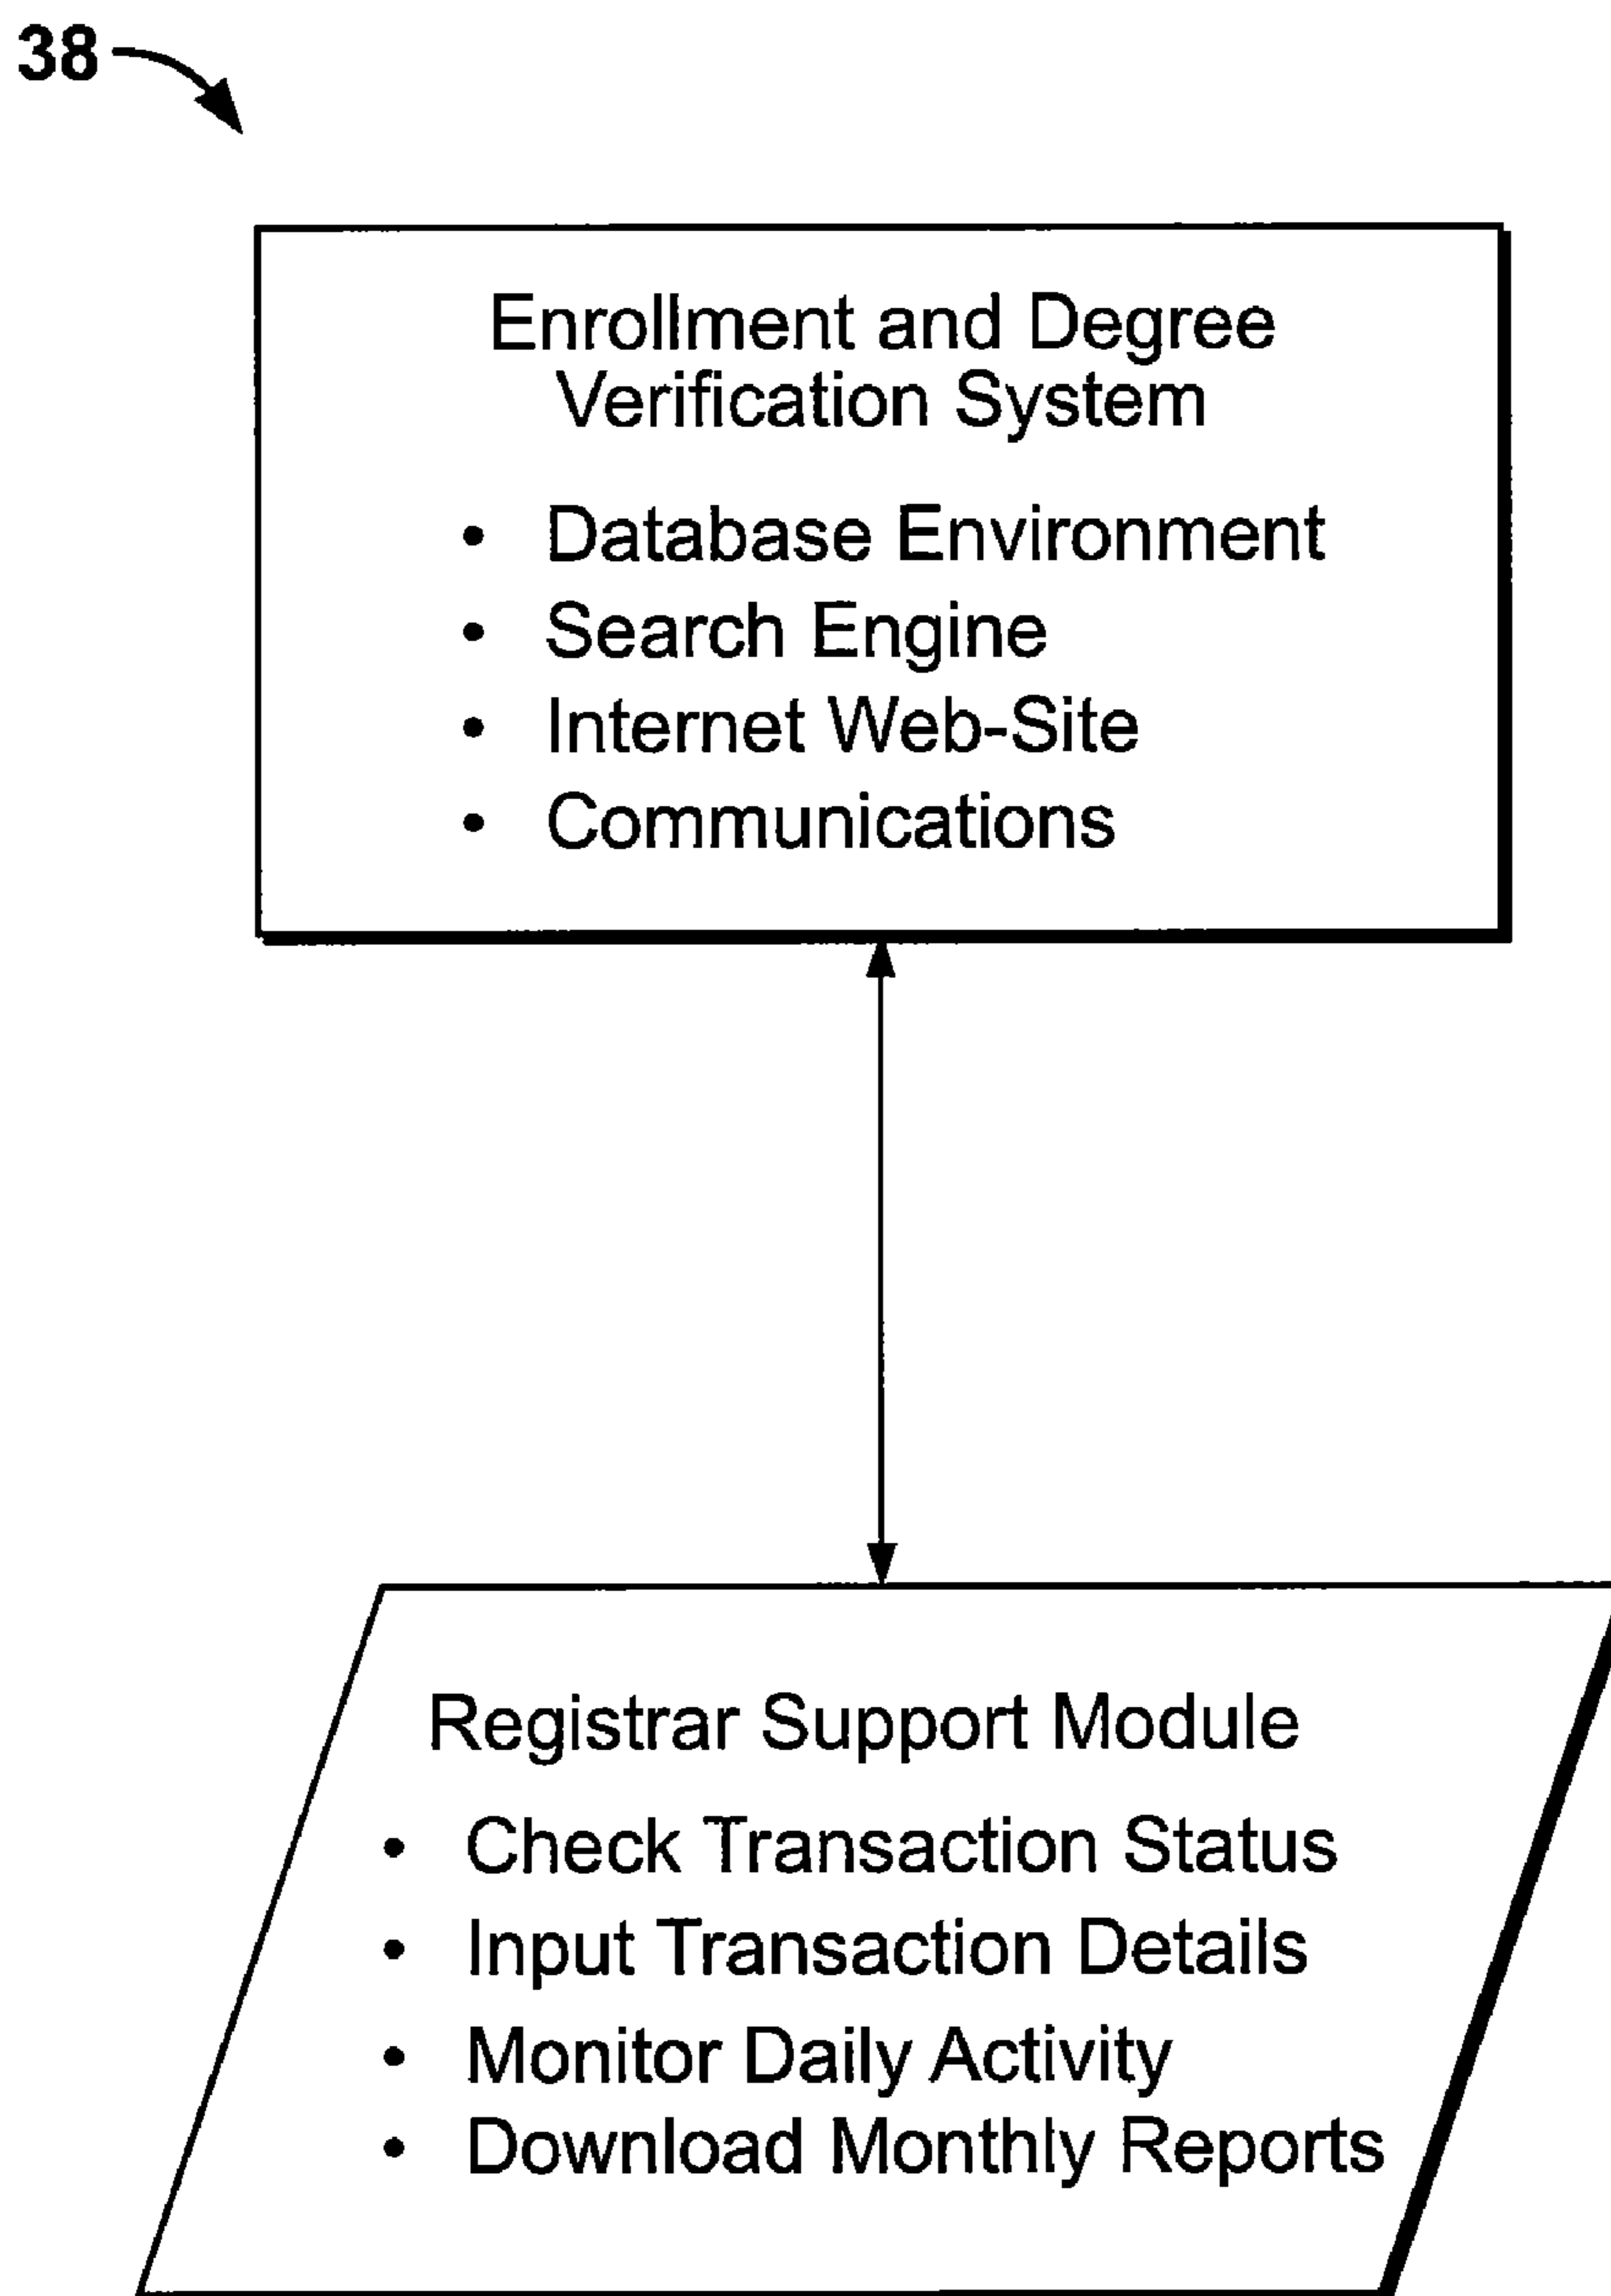 38
Enrollment and Degree
Verification System
• Database Environment
• Search Engine
• Internet Web-Site
• Communications
Registrar Support Module
• Check Transaction Status
• Input Transaction Details
• Monitor Daily Activity
• Download Monthly Reports